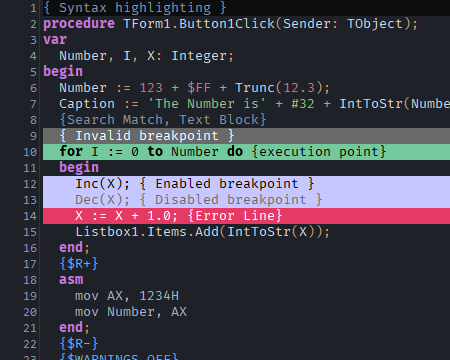 1 { Syntax highlighting }
2 procedure TForm1.Button1Click(Sender: TObject);
3 var
4 Number, I, X: Integer;
5 begin
6 Number := 123 + $FF + Trunc(12.3);
7 Caption := 'The Number is' + #32 + IntToStr(Numbe
8 {Search Match, Text Block}
9 { Invalid breakpoint }
10 for I := 0 to Number do {execution point}
11 begin
12 Inc(X); { Enabled breakpoint }
13 Dec(X); { Disabled breakpoint }
14 X := X + 1.0; {Error Line}
15 Listbox1.Items.Add(IntToStr(X));
16 end;
17 {$R+}
18 asm
19 mov AX, 1234H
20 mov Number, AX
21 end;
22 {$R-}
23 {$WARNINGS OFF}